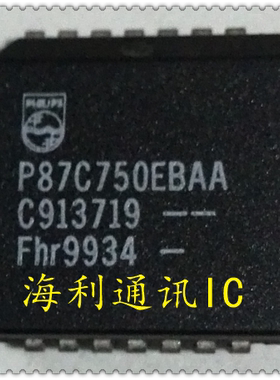 PHILIPS
P87C750EBAA
C913719 --
Fhr9934 -
海利通讯IC